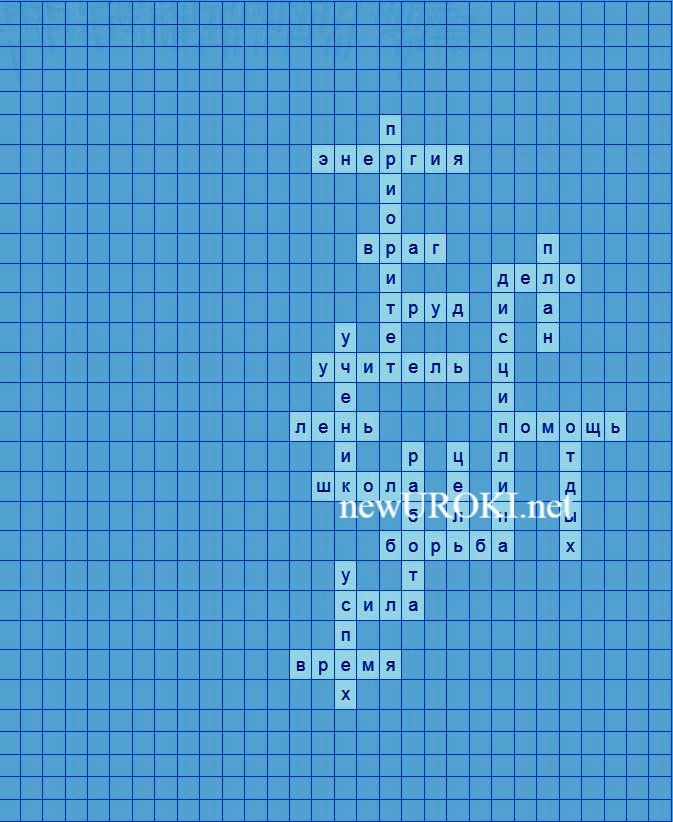 п
энергия
и
о
враг п
и дело
труд и а
у е с н
учитель ц
е и
лень помощь
и р ц л т
школа е и д
newUROKI.net
б л н ы
борьба х
у т
сила
п
время
х